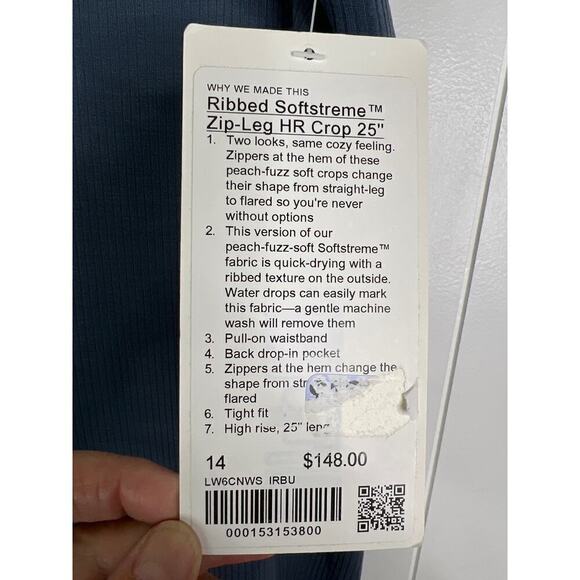 WHY WE MADE THIS
Ribbed Softstreme™
Zip-Leg HR Crop 25"
1. Two looks, same cozy feeling.
Zippers at the hem of these
peach-fuzz soft crops change
their shape from straight-leg
to flared so you're never
without options
2. This version of our
peach-fuzz-soft Softstreme™
fabric is quick-drying with a
ribbed texture on the outside.
Water drops can easily mark
this fabric—a gentle machine
wash will remove them
3. Pull-on waistband
4. Back drop-in pocket
5. Zippers at the hem change the
shape from
flared
6. Tight fit
7. High rise, 25"
14 $148.00
LW6CNWS IRBU
000153153800